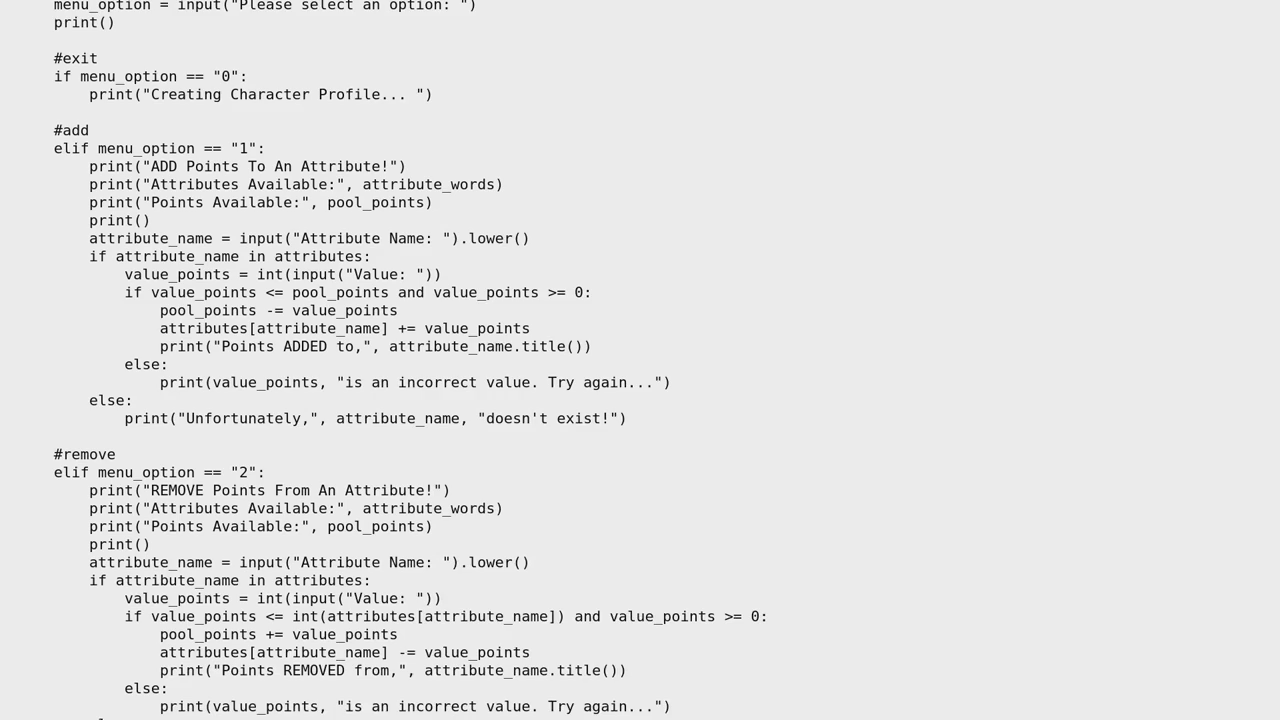 menu_option = input("Please select an option: ")
print()
#exit
if menu_option == "0":
print("Creating Character Profile... ")
#add
elif menu_option == "1":
print("ADD Points To An Attribute!")
print("Attributes Available:", attribute_words)
print("Points Available:", pool_points)
print()
attribute_name = input("Attribute Name: ").lower()
if attribute_name in attributes:
value_points = int(input("Value: "))
if value_points <= pool_points and value_points >= 0:
pool_points -= value_points
attributes[attribute_name] += value_points
print("Points ADDED to,", attribute_name.title())
else:
print(value_points, "is an incorrect value. Try again...")
else:
print("Unfortunately,", attribute_name, "doesn't exist!")
#remove
elif menu_option == "2":
print("REMOVE Points From An Attribute!")
print("Attributes Available:", attribute_words)
print("Points Available:", pool_points)
print()
attribute_name = input("Attribute Name: ").lower()
if attribute_name in attributes:
value_points = int(input("Value: "))
if value_points <= int(attributes[attribute_name]) and value_points >= 0:
pool_points += value_points
attributes[attribute_name] -= value_points
print("Points REMOVED from,", attribute_name.title())
else:
print(value_points, "is an incorrect value. Try again...")